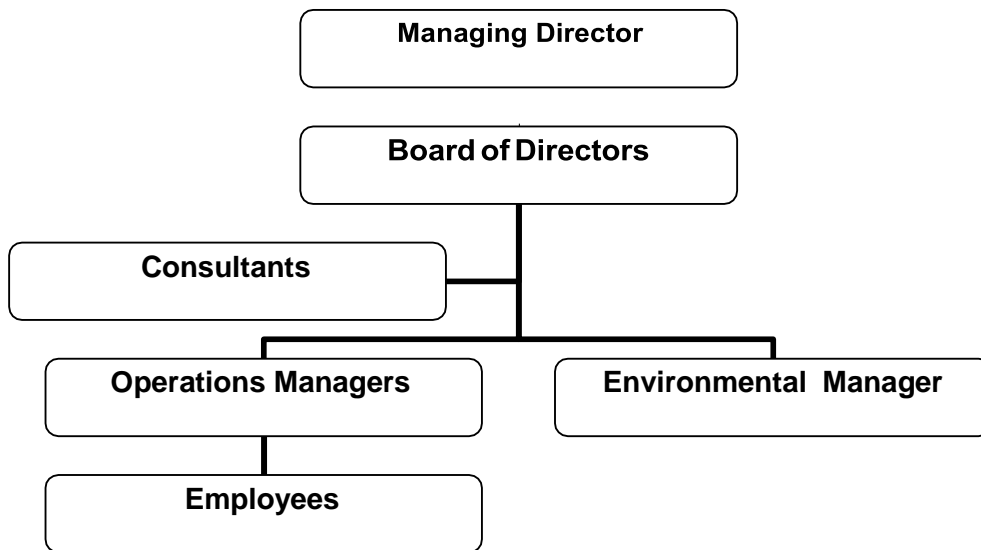 Managing Director
Board of Directors
Consultants
Operations Managers
Environmental Manager
Employees